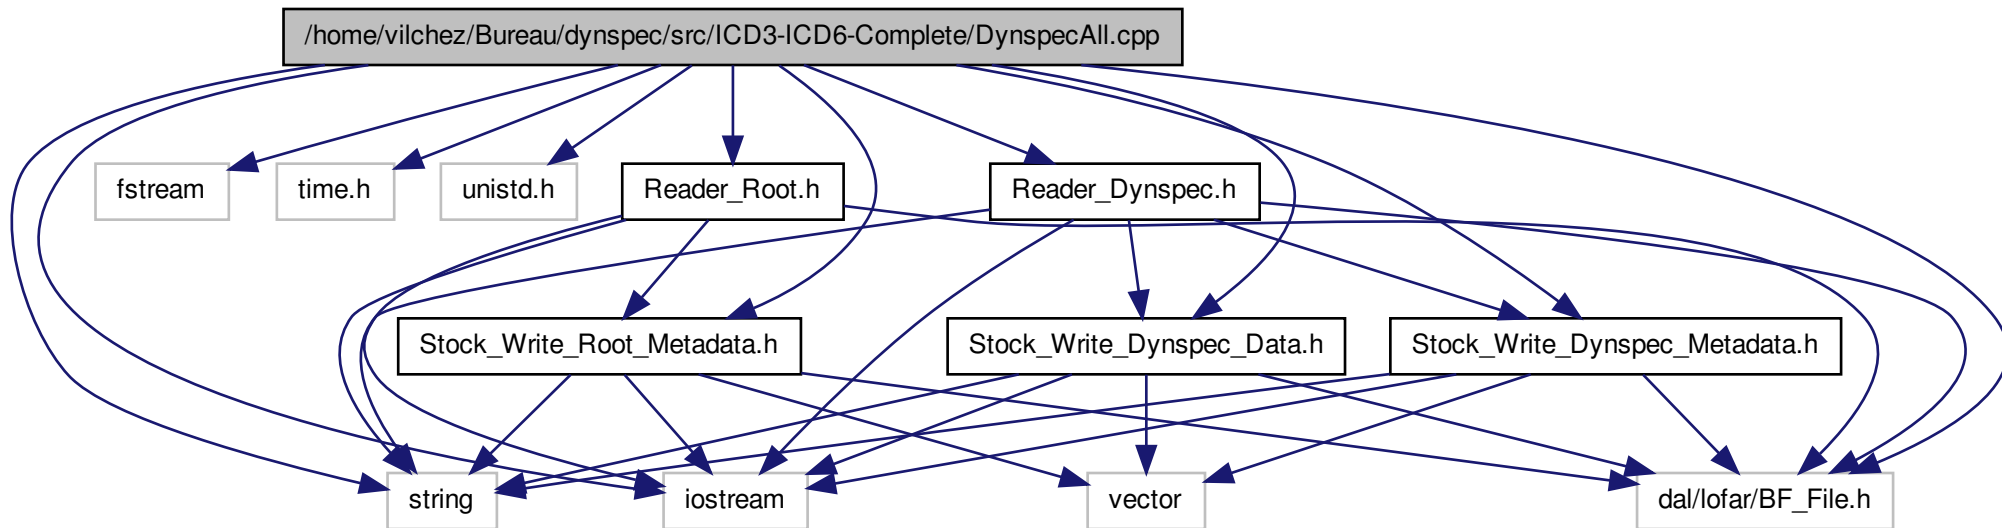 /home/vilchez/Bureau/dynspec/src/ICD3-ICD6-Complete/DynspecAll.cpp
fstream
time.h
unistd.h
Reader_Root.h
Reader_Dynspec.h
Stock_Write_Root_Metadata.h
Stock_Write_Dynspec_Data.h
Stock_Write_Dynspec_Metadata.h
string
iostream
vector
dal/lofar/BF_File.h